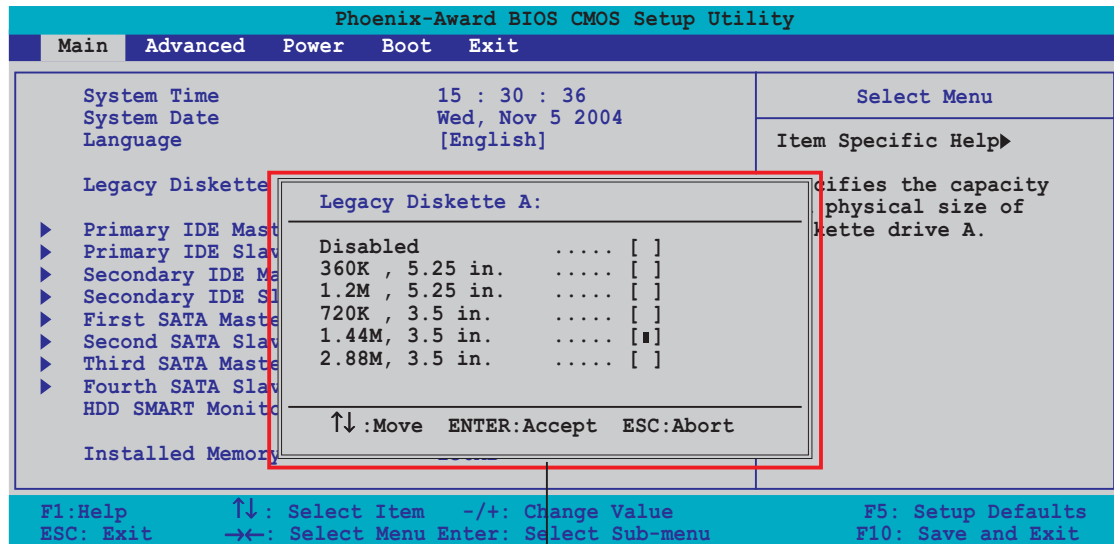 Phoenix-Award BIOS CMOS Setup Utility
Main Advanced Power Boot Exit
System Time 15 : 30 : 36
System Date Wed, Nov 5 2004
Language [English]
Legacy Diskette
Primary IDE Mast
Primary IDE Slav
Secondary IDE Ma
Secondary IDE Sl
First SATA Maste
Second SATA Slav
Third SATA Maste
Fourth SATA Slav
HDD SMART Monito
Installed Memory
Legacy Diskette A:
Disabled ..... [ ]
360K , 5.25 in. ..... [ ]
1.2M , 5.25 in. ..... [ ]
720K , 3.5 in. ..... [ ]
1.44M, 3.5 in. ..... [▮]
2.88M, 3.5 in. ..... [ ]
↑↓ :Move ENTER:Accept ESC:Abort
Select Menu
Item Specific Help▶
cifies the capacity
physical size of
kette drive A.
F1:Help ↑↓ : Select Item -/+: Change Value F5: Setup Defaults
ESC: Exit →←: Select Menu Enter: Select Sub-menu F10: Save and Exit